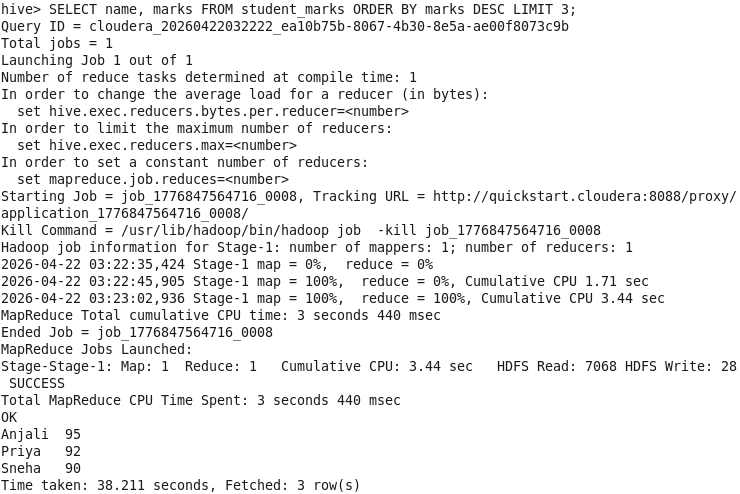 hive> SELECT name, marks FROM student_marks ORDER BY marks DESC LIMIT 3;
Query ID = cloudera_20260422032222_ea10b75b-8067-4b30-8e5a-ae00f8073c9b
Total jobs = 1
Launching Job 1 out of 1
Number of reduce tasks determined at compile time: 1
In order to change the average load for a reducer (in bytes):
  set hive.exec.reducers.bytes.per.reducer=<number>
In order to limit the maximum number of reducers:
  set hive.exec.reducers.max=<number>
In order to set a constant number of reducers:
  set mapreduce.job.reduces=<number>
Starting Job = job_1776847564716_0008, Tracking URL = http://quickstart.cloudera:8088/proxy/
application_1776847564716_0008/
Kill Command = /usr/lib/hadoop/bin/hadoop job  -kill job_1776847564716_0008
Hadoop job information for Stage-1: number of mappers: 1; number of reducers: 1
2026-04-22 03:22:35,424 Stage-1 map = 0%,  reduce = 0%
2026-04-22 03:22:45,905 Stage-1 map = 100%,  reduce = 0%, Cumulative CPU 1.71 sec
2026-04-22 03:23:02,936 Stage-1 map = 100%,  reduce = 100%, Cumulative CPU 3.44 sec
MapReduce Total cumulative CPU time: 3 seconds 440 msec
Ended Job = job_1776847564716_0008
MapReduce Jobs Launched:
Stage-Stage-1: Map: 1  Reduce: 1   Cumulative CPU: 3.44 sec   HDFS Read: 7068 HDFS Write: 28
 SUCCESS
Total MapReduce CPU Time Spent: 3 seconds 440 msec
OK
Anjali  95
Priya   92
Sneha   90
Time taken: 38.211 seconds, Fetched: 3 row(s)